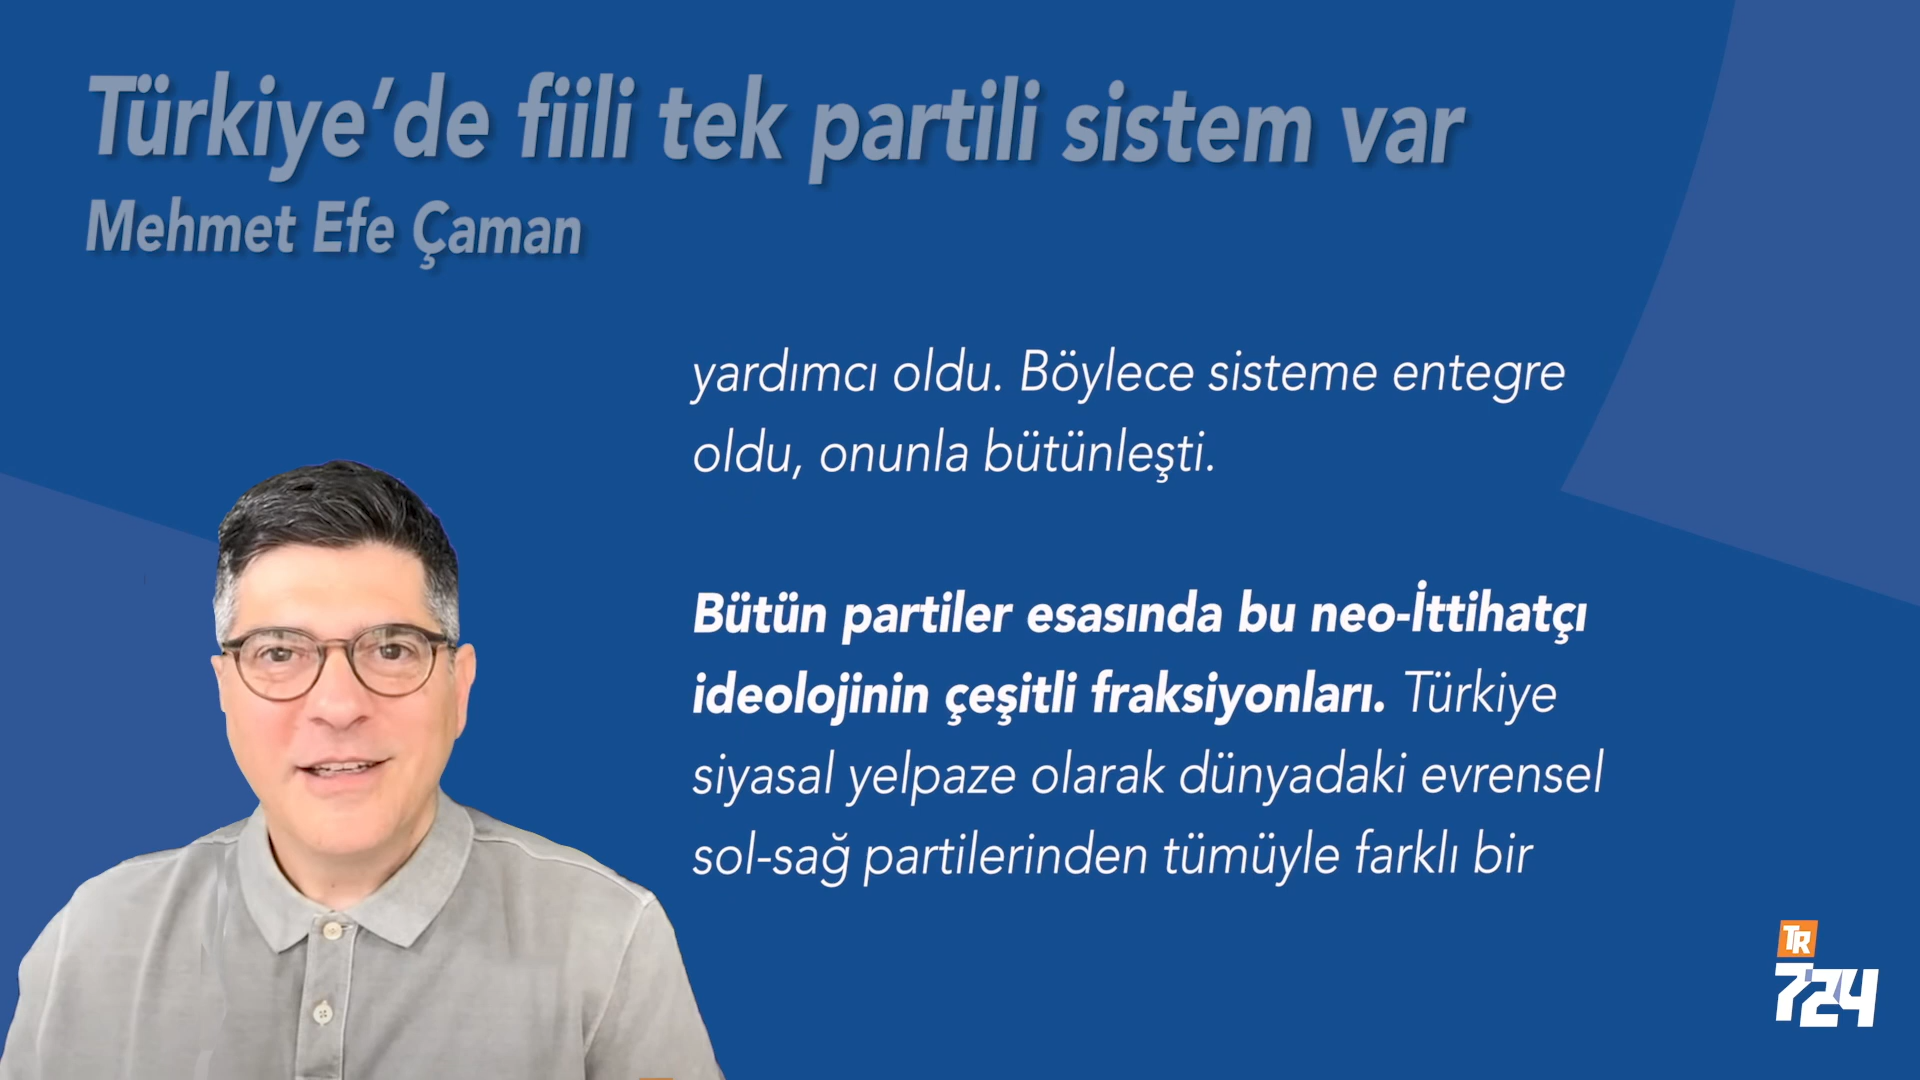 Türkiye’de fiili tek partili sistem var
Mehmet Efe Çaman
yardımcı oldu. Böylece sisteme entegre
oldu, onunla bütünleşti.
Bütün partiler esasında bu neo-İttihatçı
ideolojinin çeşitli fraksiyonları. Türkiye
siyasal yelpaze olarak dünyadaki evrensel
sol-sağ partilerinden tümüyle farklı bir
TR
724